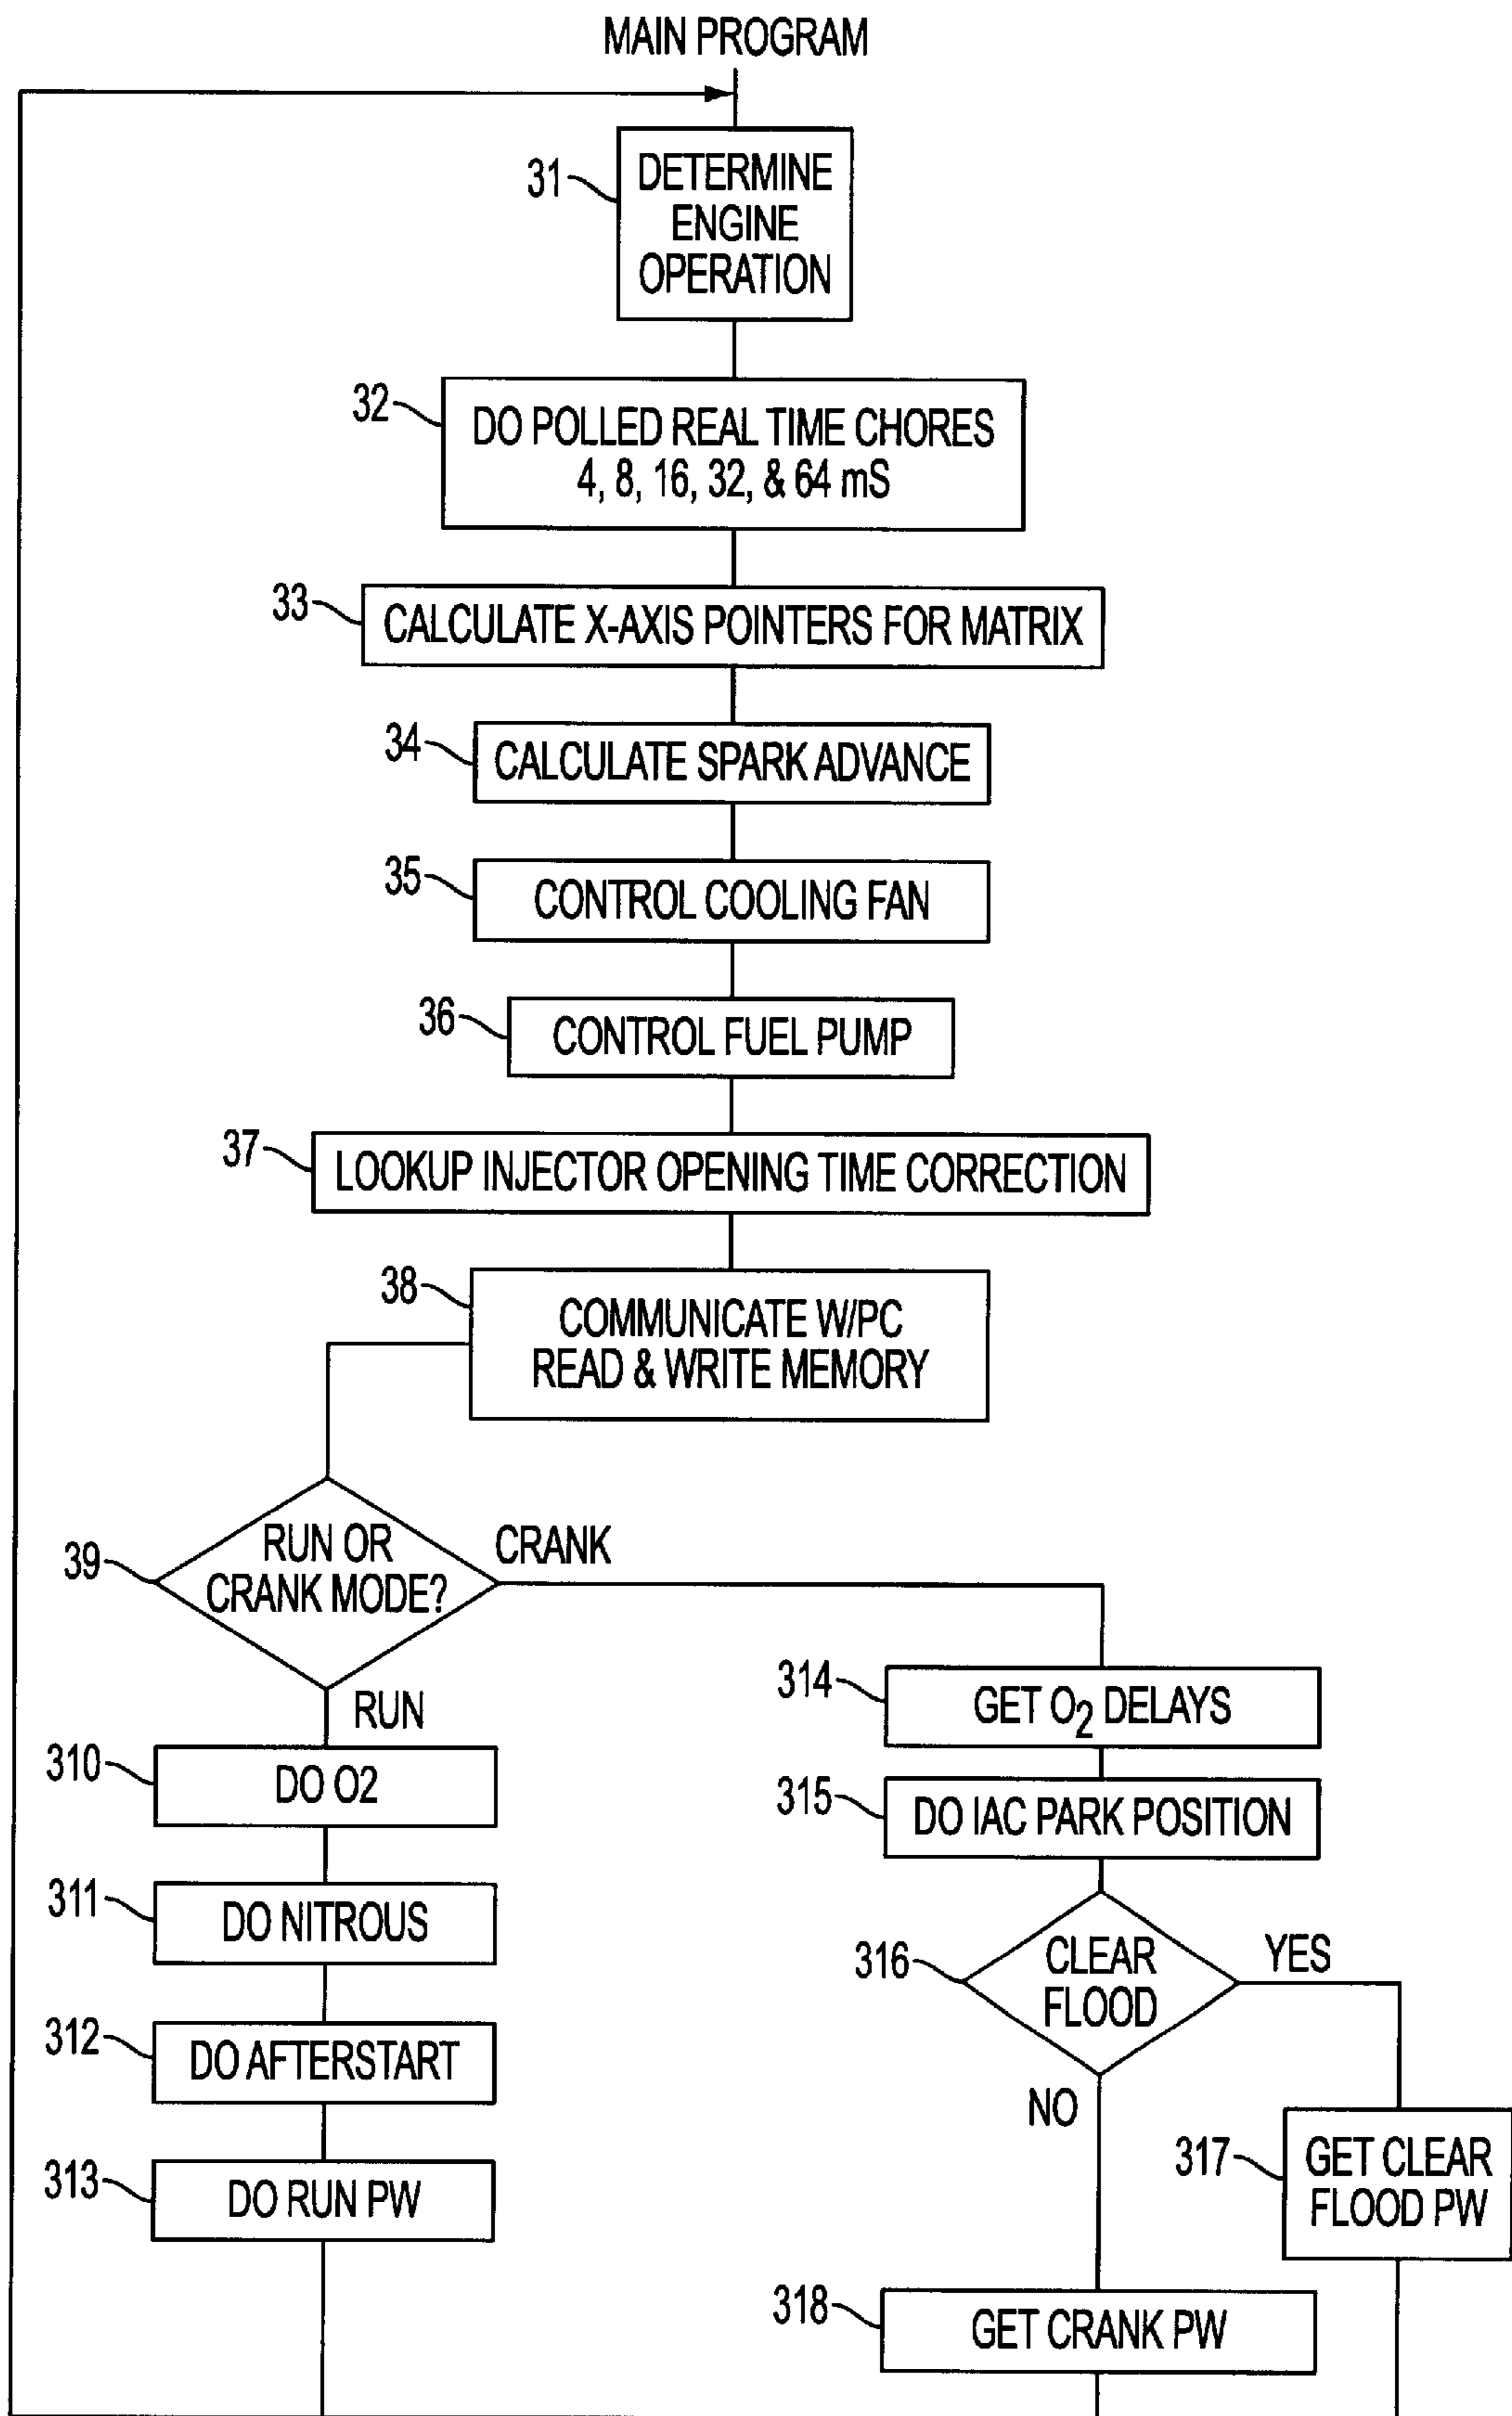 MAIN PROGRAM
31
DETERMINE
ENGINE
OPERATION
32
DO POLLED REAL TIME CHORES
4, 8, 16, 32, & 64 mS
33
CALCULATE X-AXIS POINTERS FOR MATRIX
34
CALCULATE SPARK ADVANCE
35
CONTROL COOLING FAN
36
CONTROL FUEL PUMP
37
LOOKUP INJECTOR OPENING TIME CORRECTION
38
COMMUNICATE W/PC
READ & WRITE MEMORY
39
RUN OR
CRANK MODE?
CRANK
RUN
310
DO O2
311
DO NITROUS
312
DO AFTERSTART
313
DO RUN PW
314
GET O₂ DELAYS
315
DO IAC PARK POSITION
316
CLEAR
FLOOD
YES
NO
317
GET CLEAR
FLOOD PW
318
GET CRANK PW